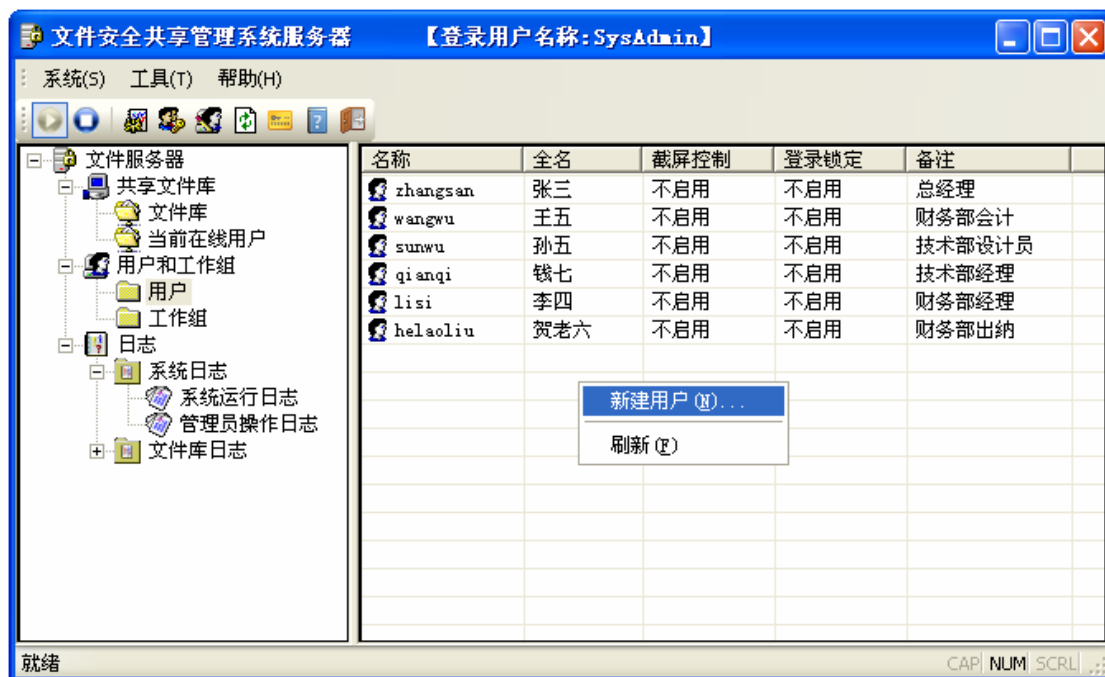 文件安全共享管理系统服务器 【登录用户名称:SysAdmin】
系统(S) 工具(T) 帮助(H)
文件服务器
共享文件库
文件库
当前在线用户
用户和工作组
用户
工作组
日志
系统日志
系统运行日志
管理员操作日志
文件库日志
名称 全名 截屏控制 登录锁定 备注
zhangsan 张三 不启用 不启用 总经理
wangwu 王五 不启用 不启用 财务部会计
sunwu 孙五 不启用 不启用 技术部设计员
qianqi 钱七 不启用 不启用 技术部经理
lisi 李四 不启用 不启用 财务部经理
helaoliu 贺老六 不启用 不启用 财务部出纳
新建用户(N)...
刷新(F)
就绪 CAP NUM SCRL